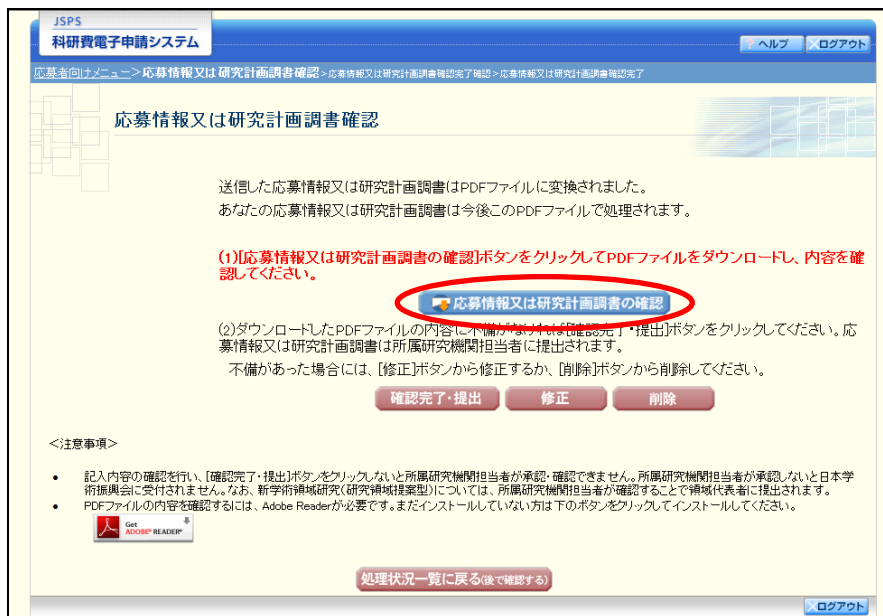 JSPS
科研費電子申請システム
? ヘルプ
ログアウト
応募者向けメニュー>応募情報又は研究計画調書確認>応募情報又は研究計画調書確認完了確認>応募情報又は研究計画調書確認完了
応募情報又は研究計画調書確認
送信した応募情報又は研究計画調書はPDFファイルに変換されました。
あなたの応募情報又は研究計画調書は今後このPDFファイルで処理されます。
(1)[応募情報又は研究計画調書の確認]ボタンをクリックしてPDFファイルをダウンロードし、内容を確
認してください。
応募情報又は研究計画調書の確認
(2)ダウンロードしたPDFファイルの内容に不備がなければ[確認完了・提出]ボタンをクリックしてください。応
募情報又は研究計画調書は所属研究機関担当者に提出されます。
不備があった場合には、[修正]ボタンから修正するか、[削除]ボタンから削除してください。
確認完了・提出
修正
削除
<注意事項>
• 記入内容の確認を行い、[確認完了・提出]ボタンをクリックしないと所属研究機関担当者が承認・確認できません。所属研究機関担当者が承認しないと日本学
術振興会に受付されません。なお、新学術領域研究(研究領域提案型)については、所属研究機関担当者が確認することで領域代表者に提出されます。
• PDFファイルの内容を確認するには、Adobe Readerが必要です。まだインストールしていない方は下のボタンをクリックしてインストールしてください。
Get
ADOBE® READER®
処理状況一覧に戻る(後で確認する)
ログアウト